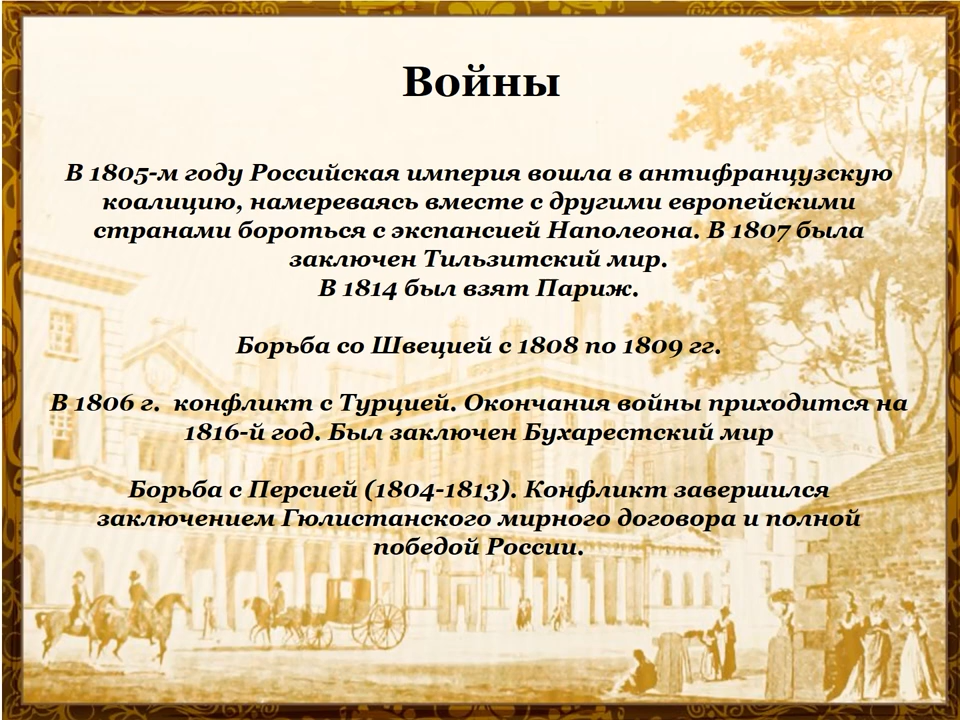 Войны
В 1805-м году Российская империя вошла в антифранцузскую
коалицию, намереваясь вместе с другими европейскими
странами бороться с экспансией Наполеона. В 1807 была
заключен Тильзитский мир.
В 1814 был взят Париж.
Борьба со Швецией с 1808 по 1809 гг.
В 1806 г.  конфликт с Турцией. Окончания войны приходится на
1816-й год. Был заключен Бухарестский мир
Борьба с Персией (1804-1813). Конфликт завершился
заключением Гюлистанского мирного договора и полной
победой России.